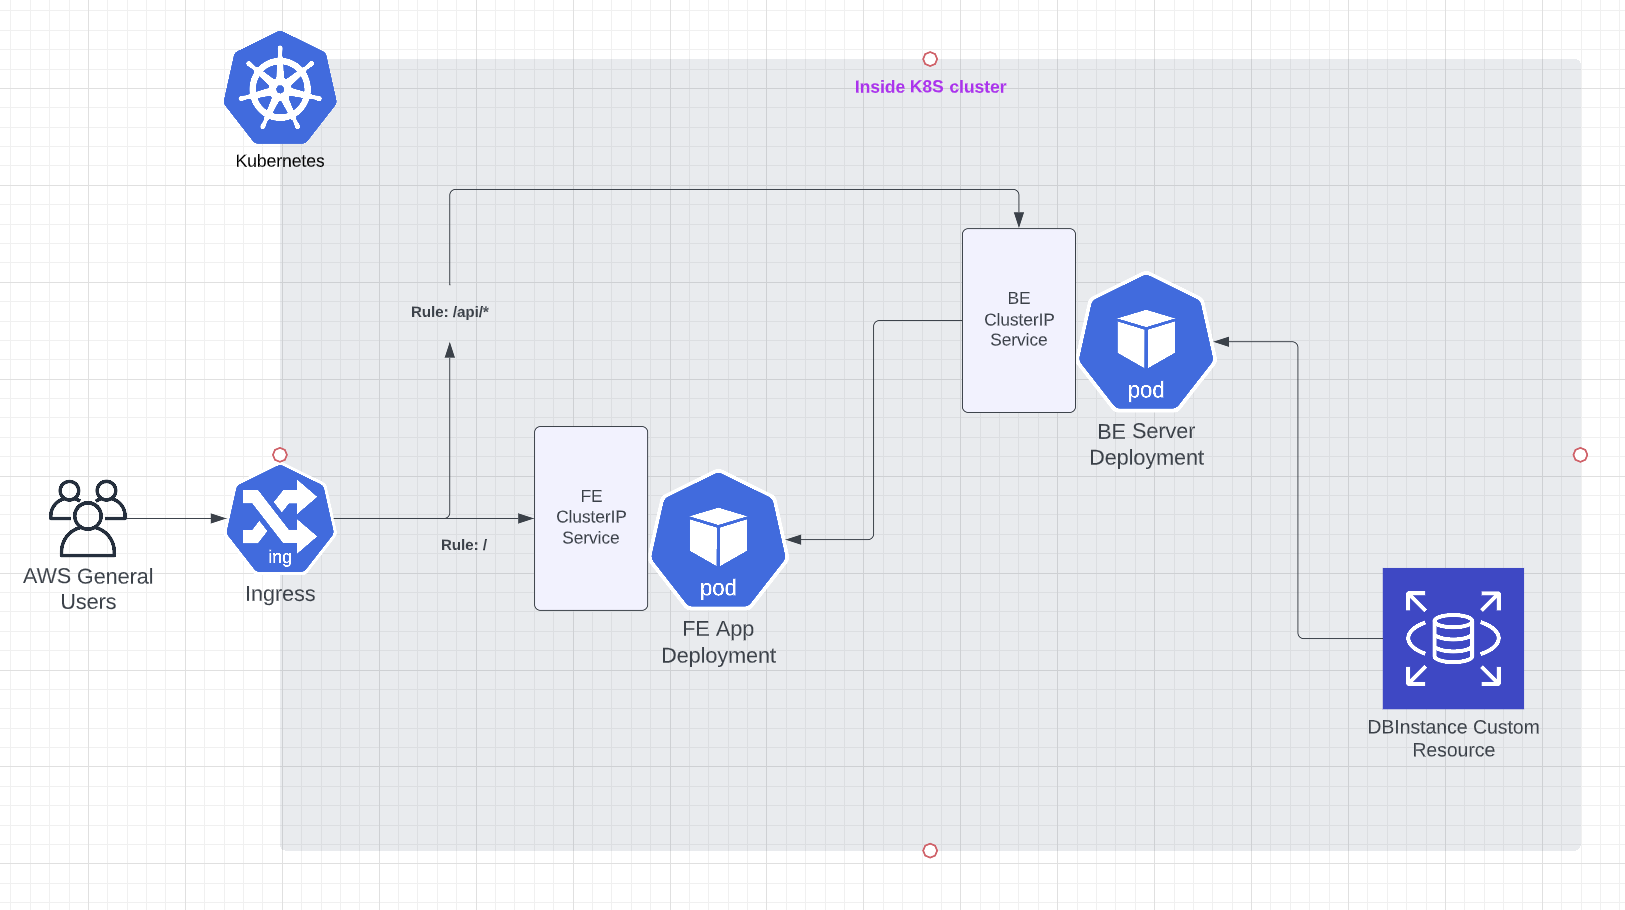 Inside K8S cluster
Kubernetes
Rule: /api/*
BE
ClusterIP
Service
pod
BE Server
Deployment
FE
ClusterIP
Service
Rule: /
ing
Ingress
AWS General
Users
pod
FE App
Deployment
DBInstance Custom
Resource